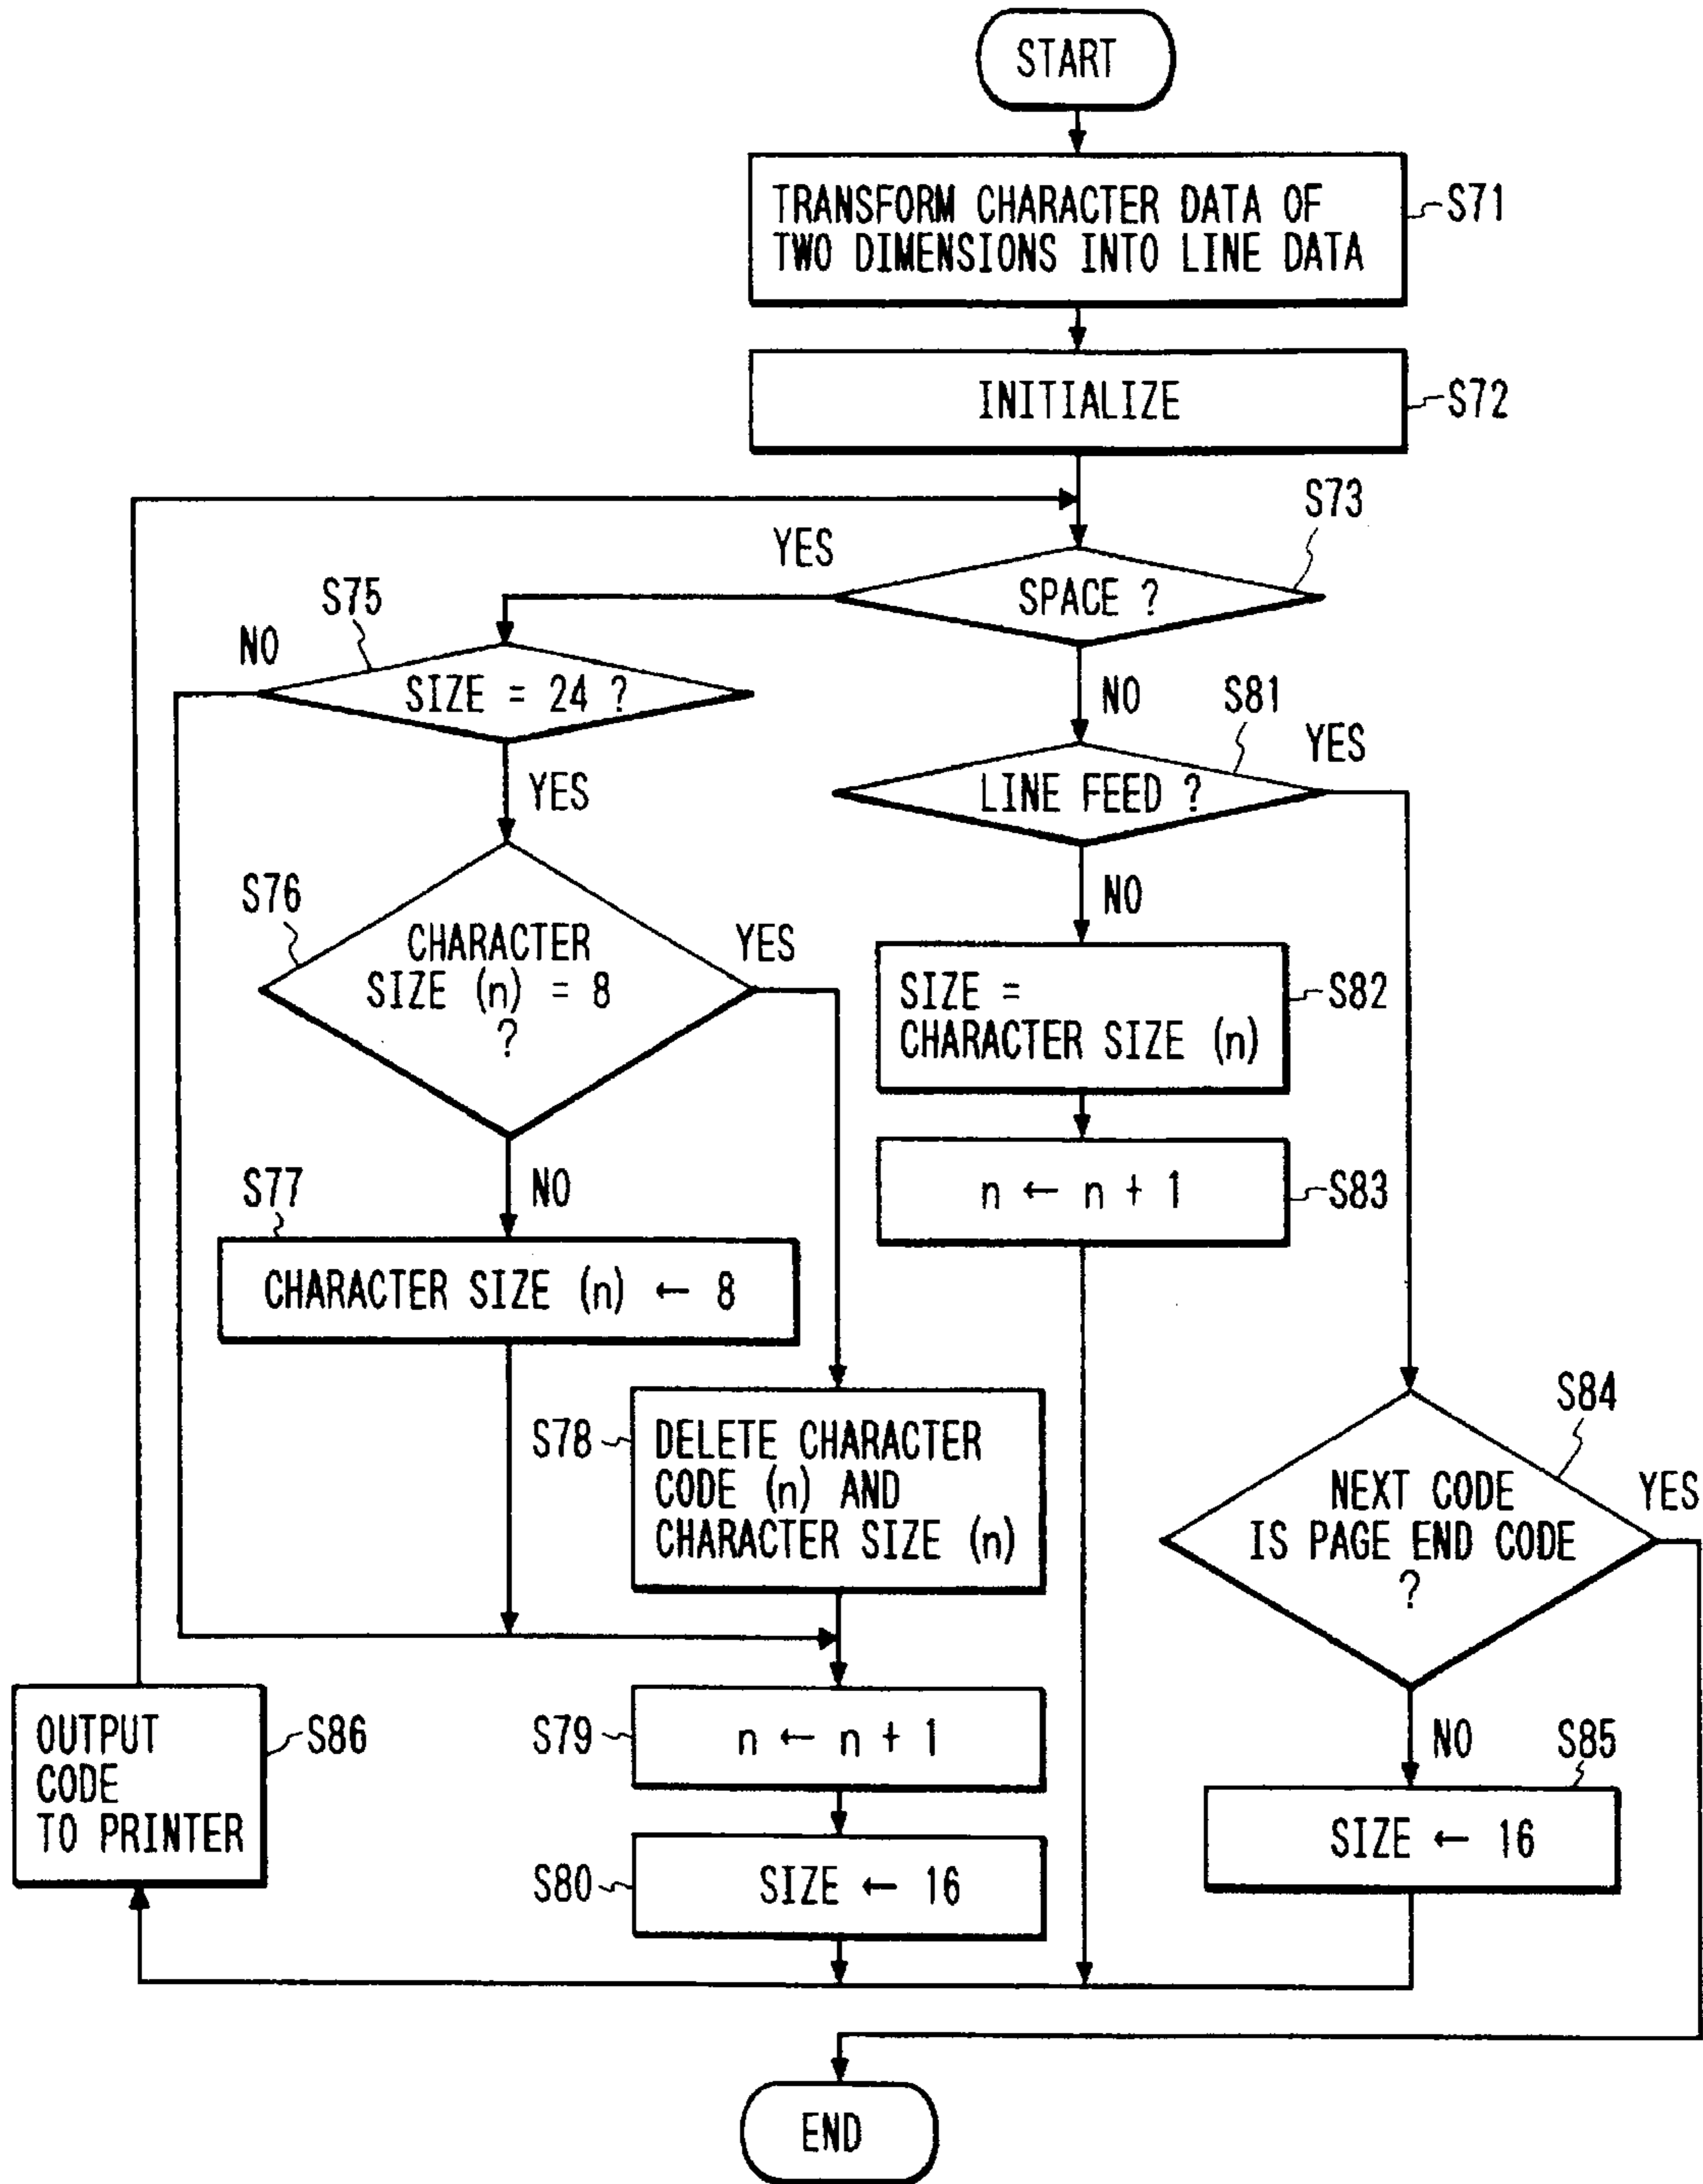 START
TRANSFORM CHARACTER DATA OF
TWO DIMENSIONS INTO LINE DATA
S71
INITIALIZE
S72
S73
YES
SPACE ?
S75
NO
SIZE = 24 ?
NO
S81
YES
YES
LINE FEED ?
S76
CHARACTER
SIZE (n) = 8
?
YES
NO
SIZE =
CHARACTER SIZE (n)
S82
S77
NO
n ← n + 1
S83
CHARACTER SIZE (n) ← 8
S78
DELETE CHARACTER
CODE (n) AND
CHARACTER SIZE (n)
S84
NEXT CODE
IS PAGE END CODE
?
YES
OUTPUT
CODE
TO PRINTER
S86
S79
n ← n + 1
NO
S85
S80
SIZE ← 16
SIZE ← 16
END